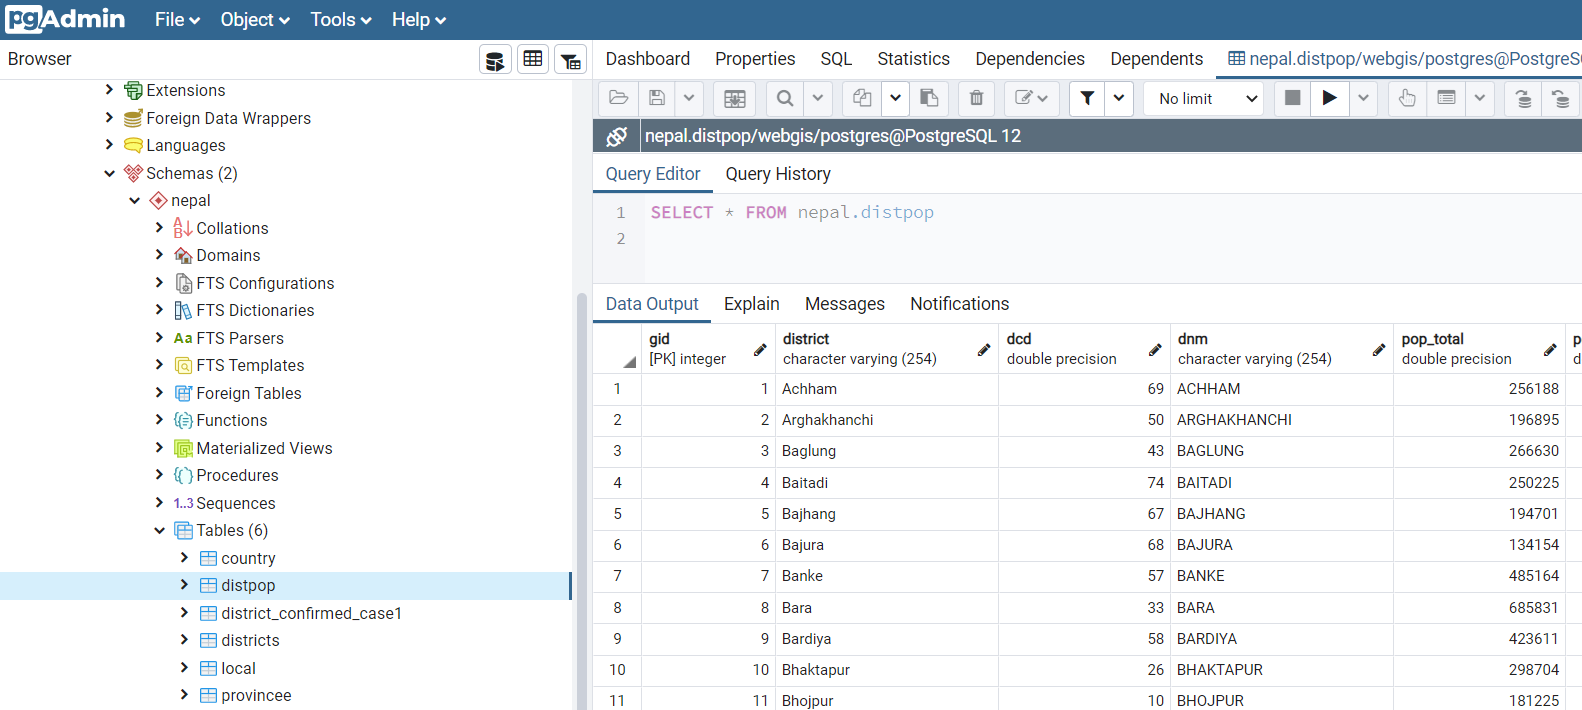 pgAdmin File Object Tools Help
Browser
Dashboard Properties SQL Statistics Dependencies Dependents nepal.distpop/webgis/postgres@PostgreS
Extensions
Foreign Data Wrappers
Languages
Schemas (2)
nepal
Collations
Domains
FTS Configurations
FTS Dictionaries
Aa FTS Parsers
FTS Templates
Foreign Tables
Functions
Materialized Views
Procedures
1..3 Sequences
Tables (6)
country
distpop
district_confirmed_case1
districts
local
provincee
No limit
nepal.distpop/webgis/postgres@PostgreSQL 12
Query Editor Query History
1 SELECT * FROM nepal.distpop
2
Data Output Explain Messages Notifications
gid district dcd dnm pop_total p
[PK] integer character varying (254) double precision character varying (254) double precision d
1 1 Achham 69 ACHHAM 256188
2 2 Arghakhanchi 50 ARGHAKHANCHI 196895
3 3 Baglung 43 BAGLUNG 266630
4 4 Baitadi 74 BAITADI 250225
5 5 Bajhang 67 BAJHANG 194701
6 6 Bajura 68 BAJURA 134154
7 7 Banke 57 BANKE 485164
8 8 Bara 33 BARA 685831
9 9 Bardiya 58 BARDIYA 423611
10 10 Bhaktapur 26 BHAKTAPUR 298704
11 11 Bhojpur 10 BHOJPUR 181225